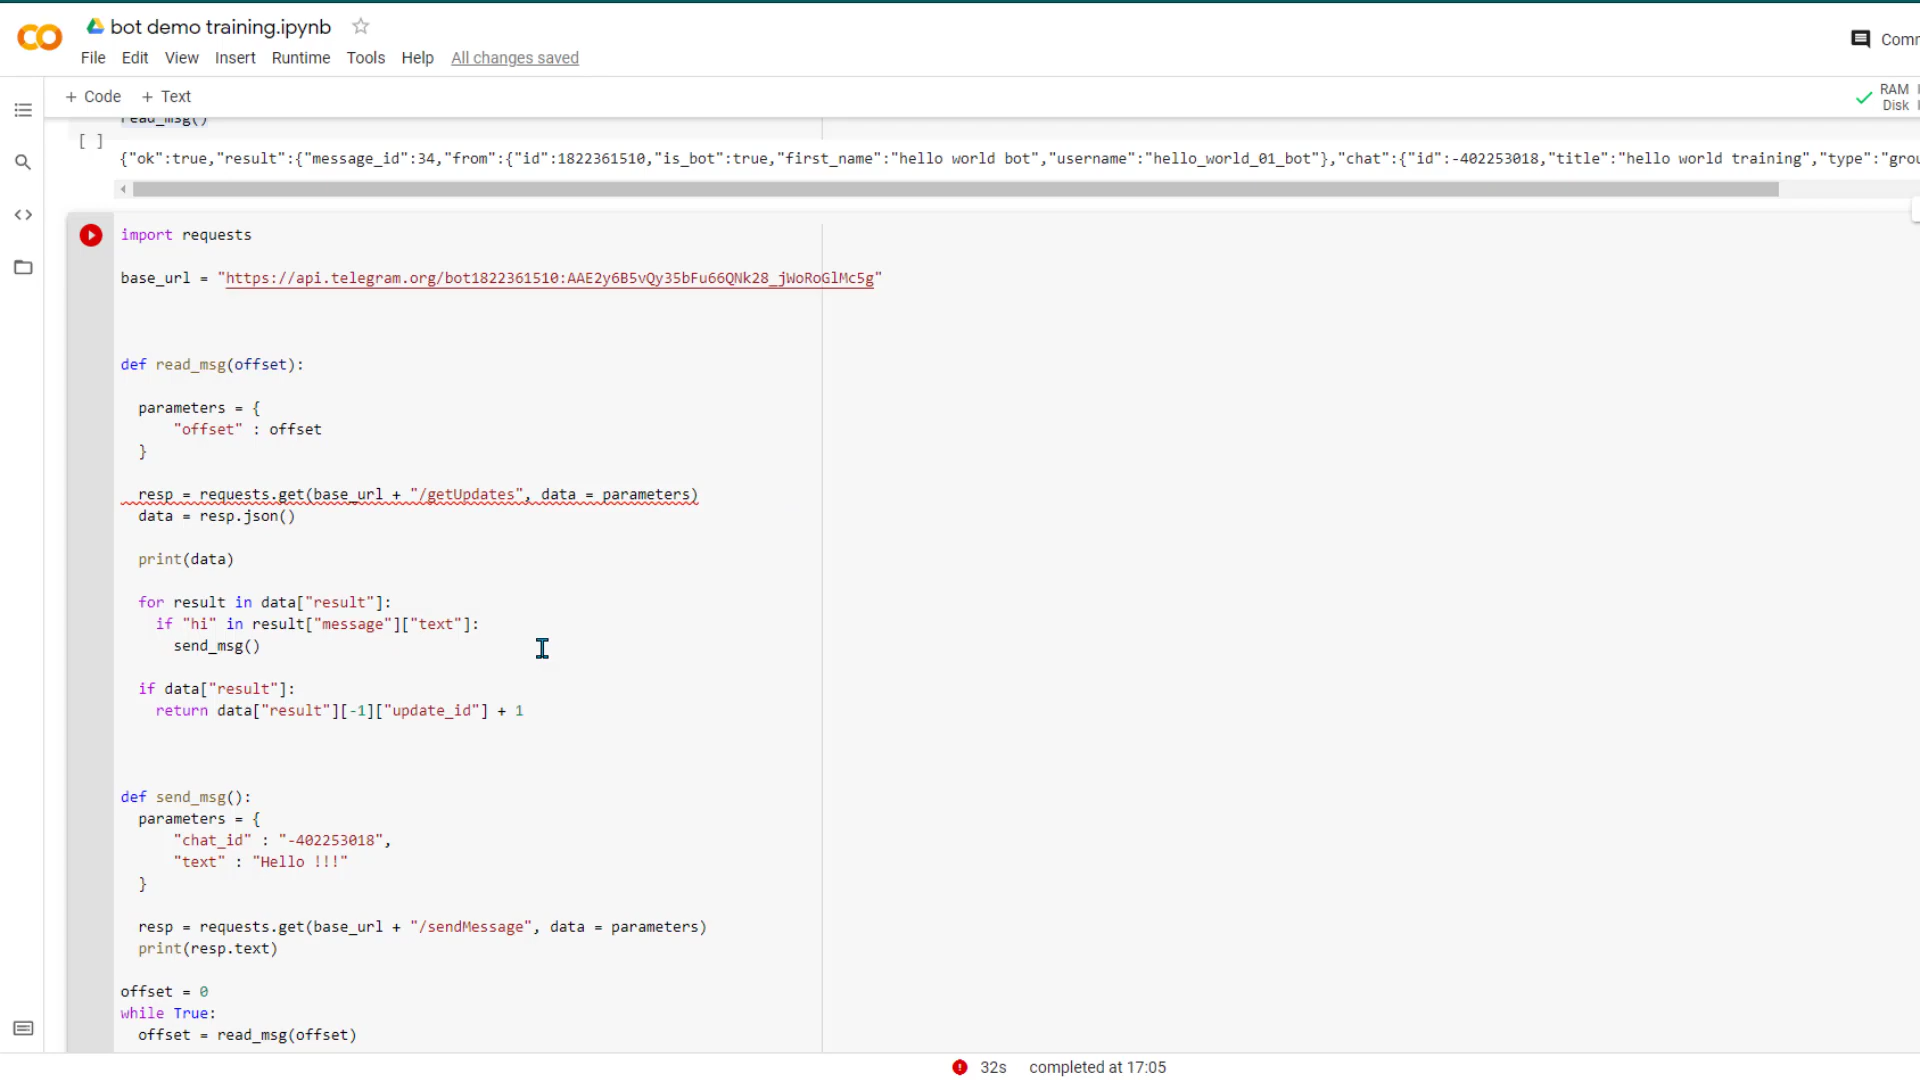 bot demo training.ipynb
Comm
File Edit View Insert Runtime Tools Help All changes saved
+ Code + Text
RAM
Disk
read_msg()
[ ]
{"ok":true,"result":{"message_id":34,"from":{"id":1822361510,"is_bot":true,"first_name":"hello world bot","username":"hello_world_01_bot"},"chat":{"id":-402253018,"title":"hello world training","type":"grou
import requests
base_url = "https://api.telegram.org/bot1822361510:AAE2y6B5vQy35bFu66QNk28_jWoRoGlMc5g"
def read_msg(offset):
parameters = {
"offset" : offset
}
resp = requests.get(base_url + "/getUpdates", data = parameters)
data = resp.json()
print(data)
for result in data["result"]:
if "hi" in result["message"]["text"]:
send_msg()
if data["result"]:
return data["result"][-1]["update_id"] + 1
def send_msg():
parameters = {
"chat_id" : "-402253018",
"text" : "Hello !!!"
}
resp = requests.get(base_url + "/sendMessage", data = parameters)
print(resp.text)
offset = 0
while True:
offset = read_msg(offset)
32s completed at 17:05